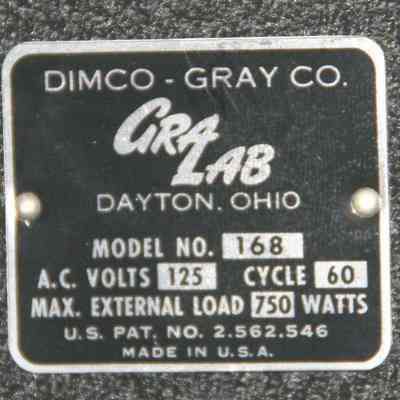 DIMCO - GRAY CO.
GRA
LAB
DAYTON. OHIO
MODEL NO. 168
A.C. VOLTS 125 CYCLE 60
MAX. EXTERNAL LOAD 750 WATTS
U.S. PAT. NO. 2.562.546
MADE IN U.S.A.